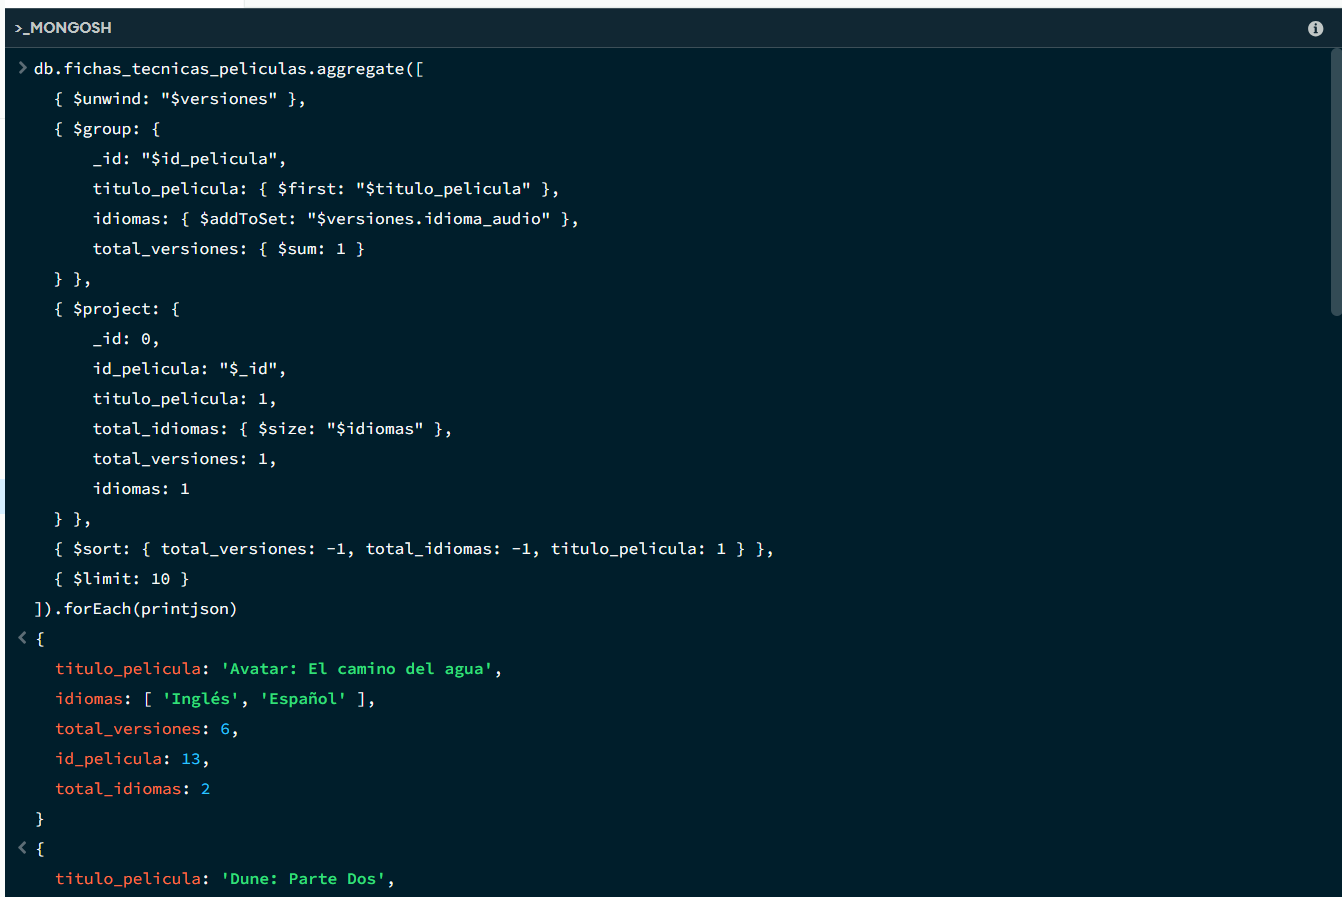 >_MONGOSH
> db.fichas_tecnicas_peliculas.aggregate([
{ $unwind: "$versiones" },
{ $group: {
_id: "$id_pelicula",
titulo_pelicula: { $first: "$titulo_pelicula" },
idiomas: { $addToSet: "$versiones.idioma_audio" },
total_versiones: { $sum: 1 }
} },
{ $project: {
_id: 0,
id_pelicula: "$_id",
titulo_pelicula: 1,
total_idiomas: { $size: "$idiomas" },
total_versiones: 1,
idiomas: 1
} },
{ $sort: { total_versiones: -1, total_idiomas: -1, titulo_pelicula: 1 } },
{ $limit: 10 }
]).forEach(printjson)
< {
titulo_pelicula: 'Avatar: El camino del agua',
idiomas: [ 'Inglés', 'Español' ],
total_versiones: 6,
id_pelicula: 13,
total_idiomas: 2
}
< {
titulo_pelicula: 'Dune: Parte Dos',